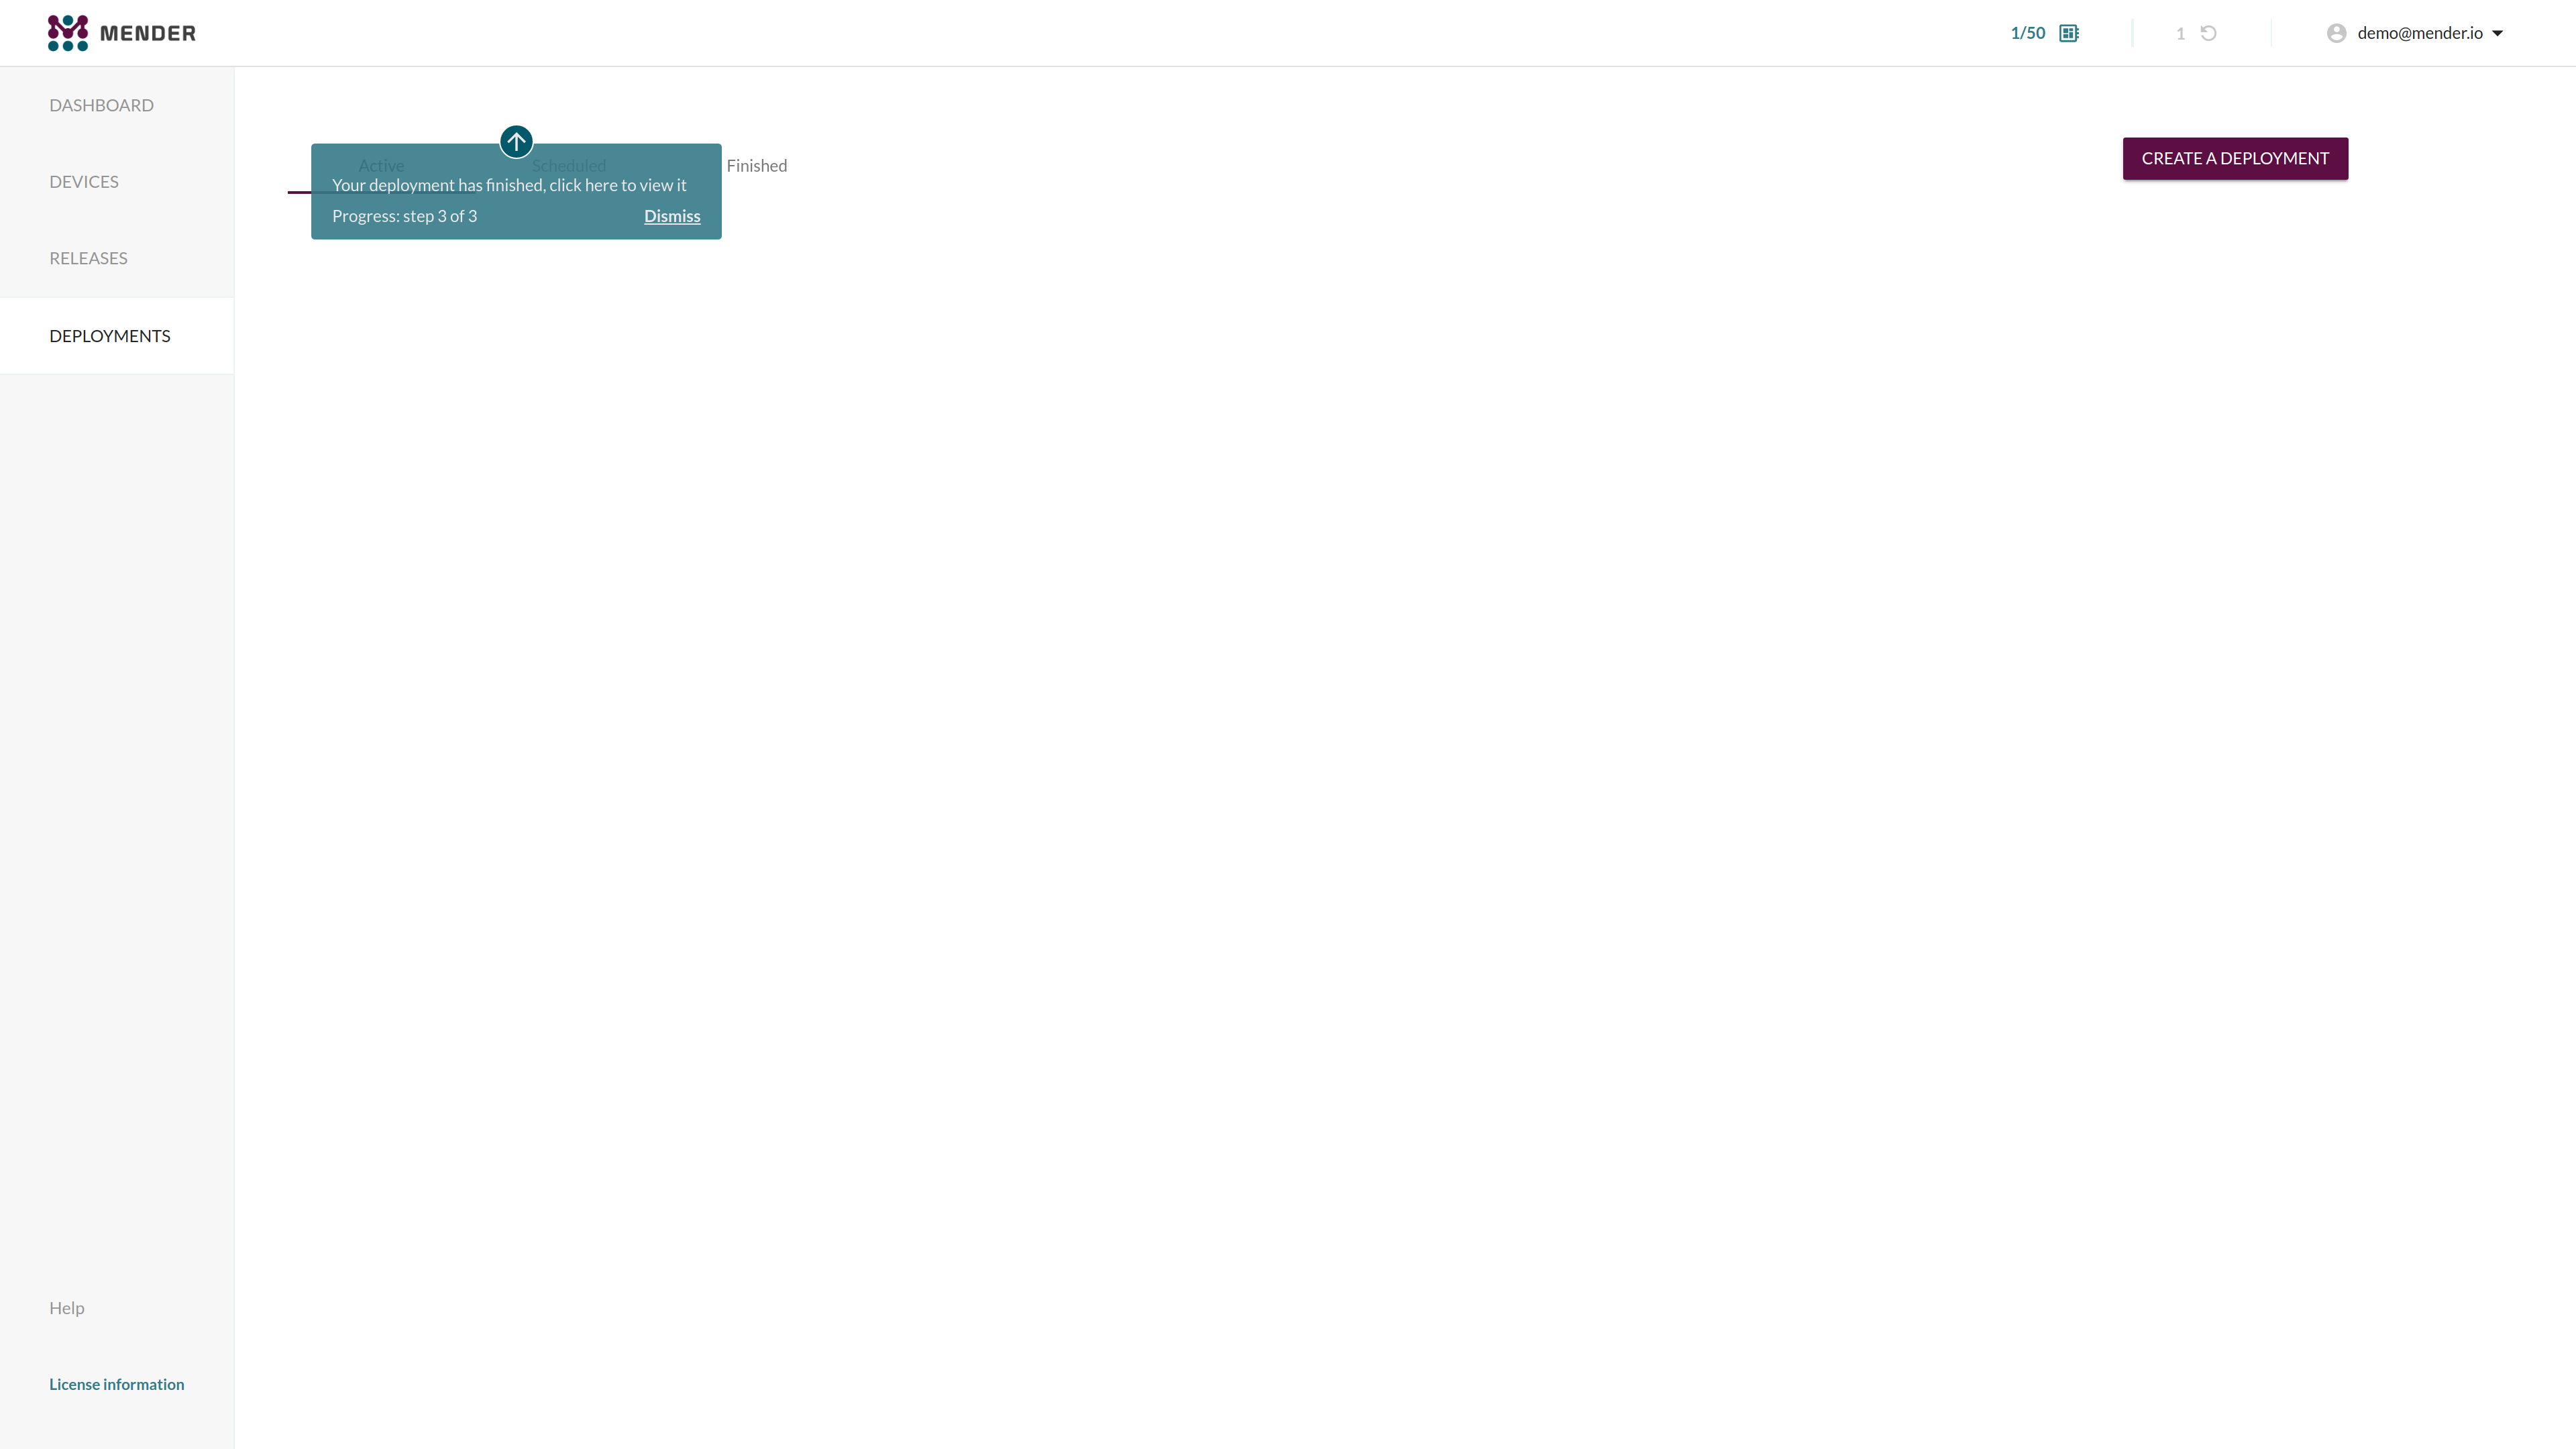 MENDER
1/50
1
demo@mender.io
DASHBOARD
DEVICES
RELEASES
DEPLOYMENTS
Active
Scheduled
Finished
CREATE A DEPLOYMENT
Your deployment has finished, click here to view it
Progress: step 3 of 3
Dismiss
Help
License information